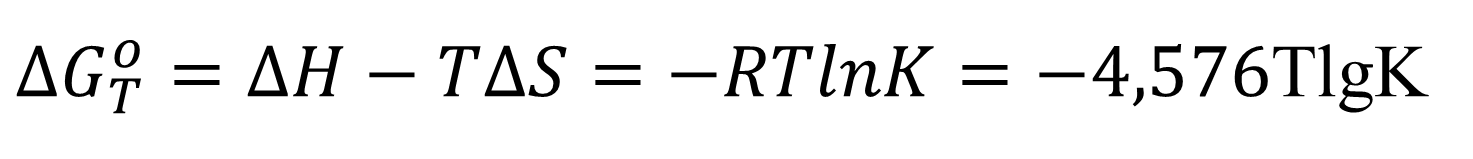 ΔG_T^o = ΔH − TΔS = −RTlnK = −4,576TlgK